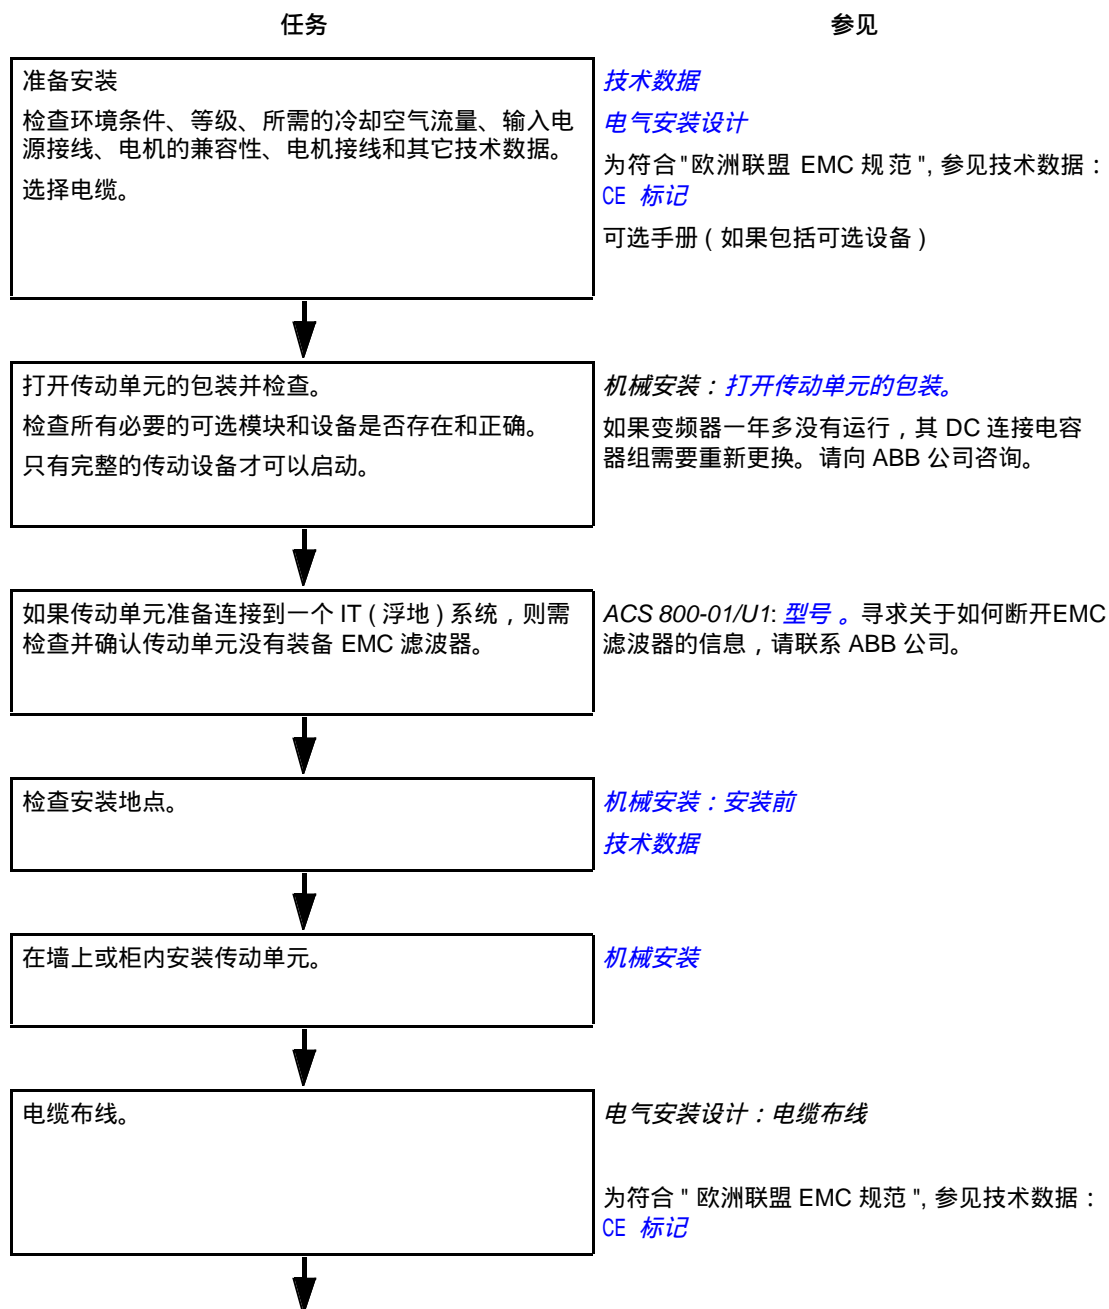 任务
参见
准备安装
检查环境条件、等级、所需的冷却空气流量、输入电
源接线、电机的兼容性、电机接线和其它技术数据。
选择电缆。
技术数据
电气安装设计
为符合"欧洲联盟 EMC 规范", 参见技术数据：
CE 标记
可选手册 ( 如果包括可选设备 )
打开传动单元的包装并检查。
检查所有必要的可选模块和设备是否存在和正确。
只有完整的传动设备才可以启动。
机械安装：打开传动单元的包装。
如果变频器一年多没有运行，其 DC 连接电容
器组需要重新更换。请向 ABB 公司咨询。
如果传动单元准备连接到一个 IT ( 浮地 ) 系统，则需
检查并确认传动单元没有装备 EMC 滤波器。
ACS 800-01/U1: 型号 。寻求关于如何断开EMC
滤波器的信息，请联系 ABB 公司。
检查安装地点。
机械安装：安装前
技术数据
在墙上或柜内安装传动单元。
机械安装
电缆布线。
电气安装设计：电缆布线
为符合 " 欧洲联盟 EMC 规范 ", 参见技术数据：
CE 标记